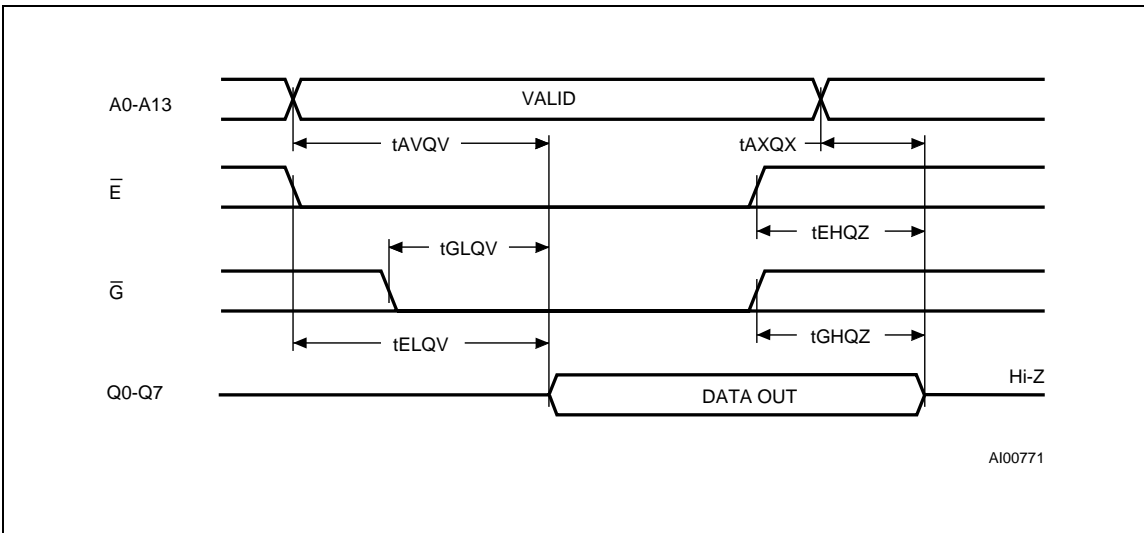 A0-A13
VALID
tAVQV
tAXQX
E̅
tEHQZ
tGLQV
G̅
tGHQZ
tELQV
Hi-Z
Q0-Q7
DATA OUT
AI00771